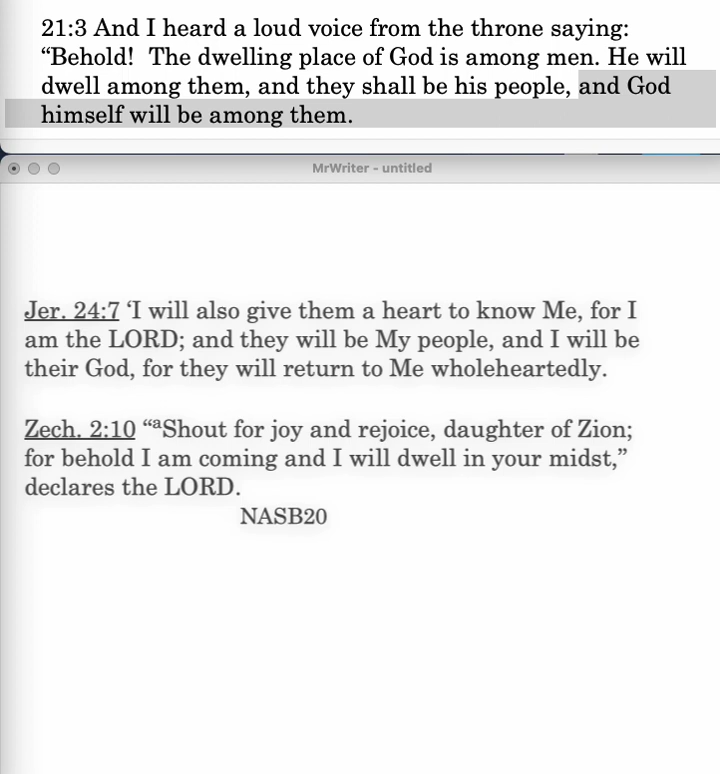 21:3 And I heard a loud voice from the throne saying:
“Behold!  The dwelling place of God is among men. He will
dwell among them, and they shall be his people, and God
himself will be among them.
MrWriter - untitled
Jer. 24:7 ‘I will also give them a heart to know Me, for I
am the LORD; and they will be My people, and I will be
their God, for they will return to Me wholeheartedly.
Zech. 2:10 “ᵃShout for joy and rejoice, daughter of Zion;
for behold I am coming and I will dwell in your midst,”
declares the LORD.
NASB20